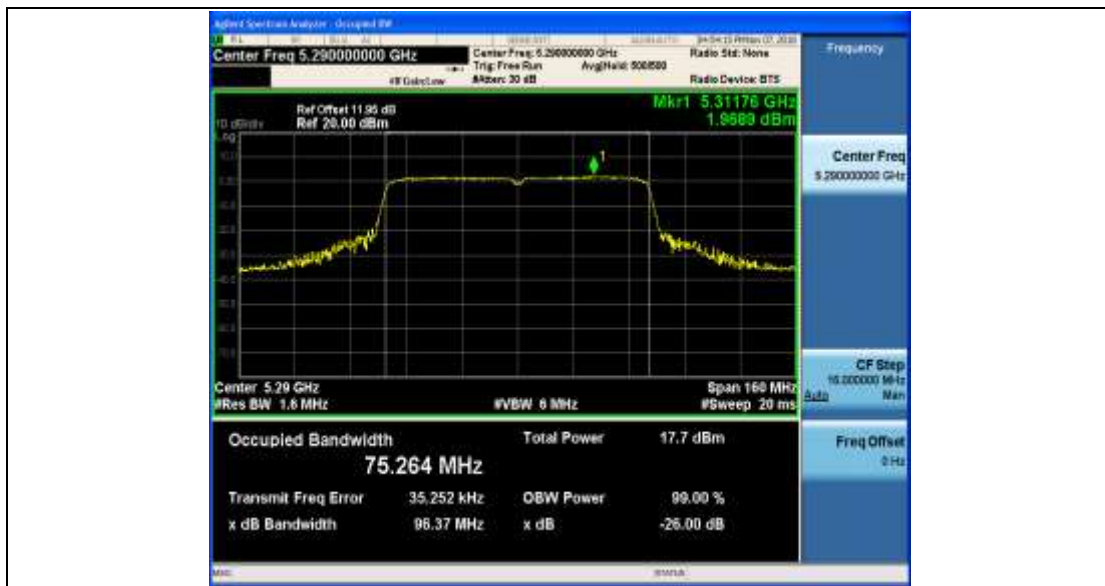 Agilent Spectrum Analyzer - Occupied BW
Center Freq 5.290000000 GHz
Center Freq: 5.290000000 GHz
Radio Std: None
Trig: Free Run Avg|Hold: 500/500
#IF Gain:Low #Atten: 30 dB
Radio Device: BTS
Frequency
Ref Offset 11.95 dB
Ref 20.00 dBm
10 dB/div
Log
Mkr1 5.31176 GHz
1.9689 dBm
1
Center Freq
5.290000000 GHz
Center 5.29 GHz
Span 160 MHz
#Res BW 1.6 MHz
#VBW 6 MHz
#Sweep 20 ms
CF Step
16.000000 MHz
Auto Man
Occupied Bandwidth
75.264 MHz
Total Power 17.7 dBm
Transmit Freq Error 35.252 kHz
OBW Power 99.00 %
x dB Bandwidth 96.37 MHz
x dB -26.00 dB
Freq Offset
0 Hz
MSG
STATUS